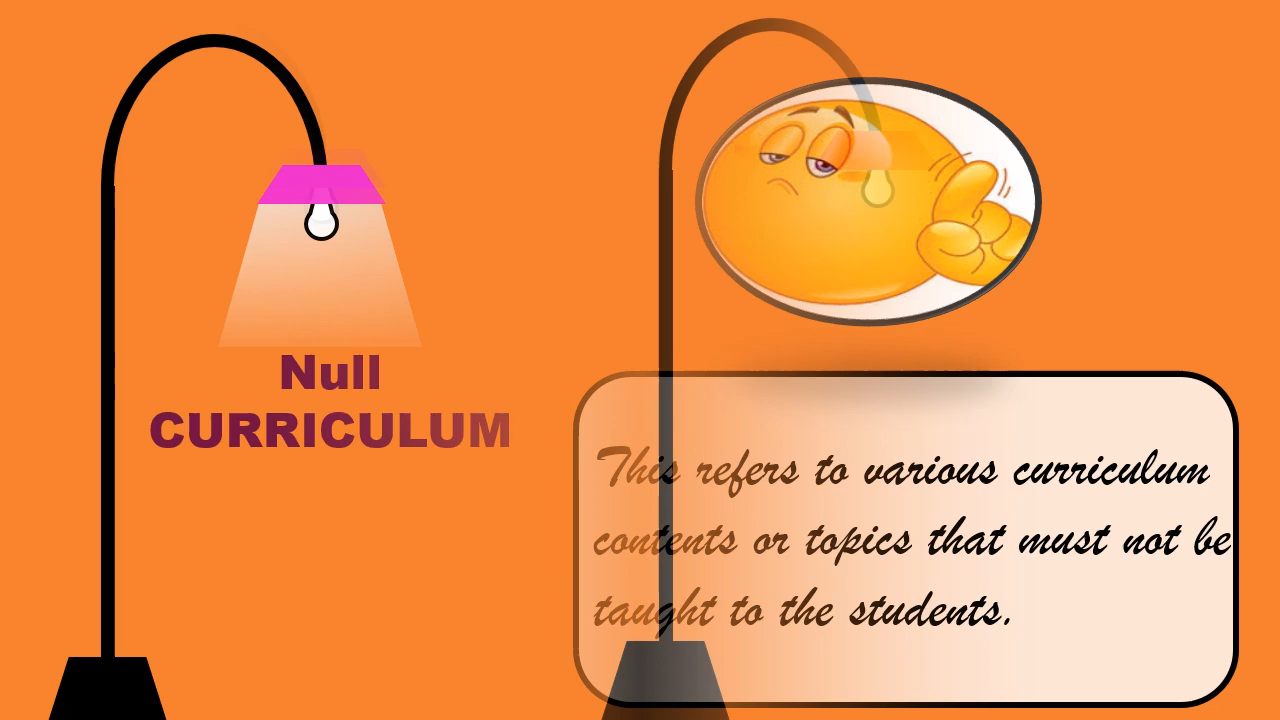 Null
CURRICULUM
This refers to various curriculum
contents or topics that must not be
taught to the students.